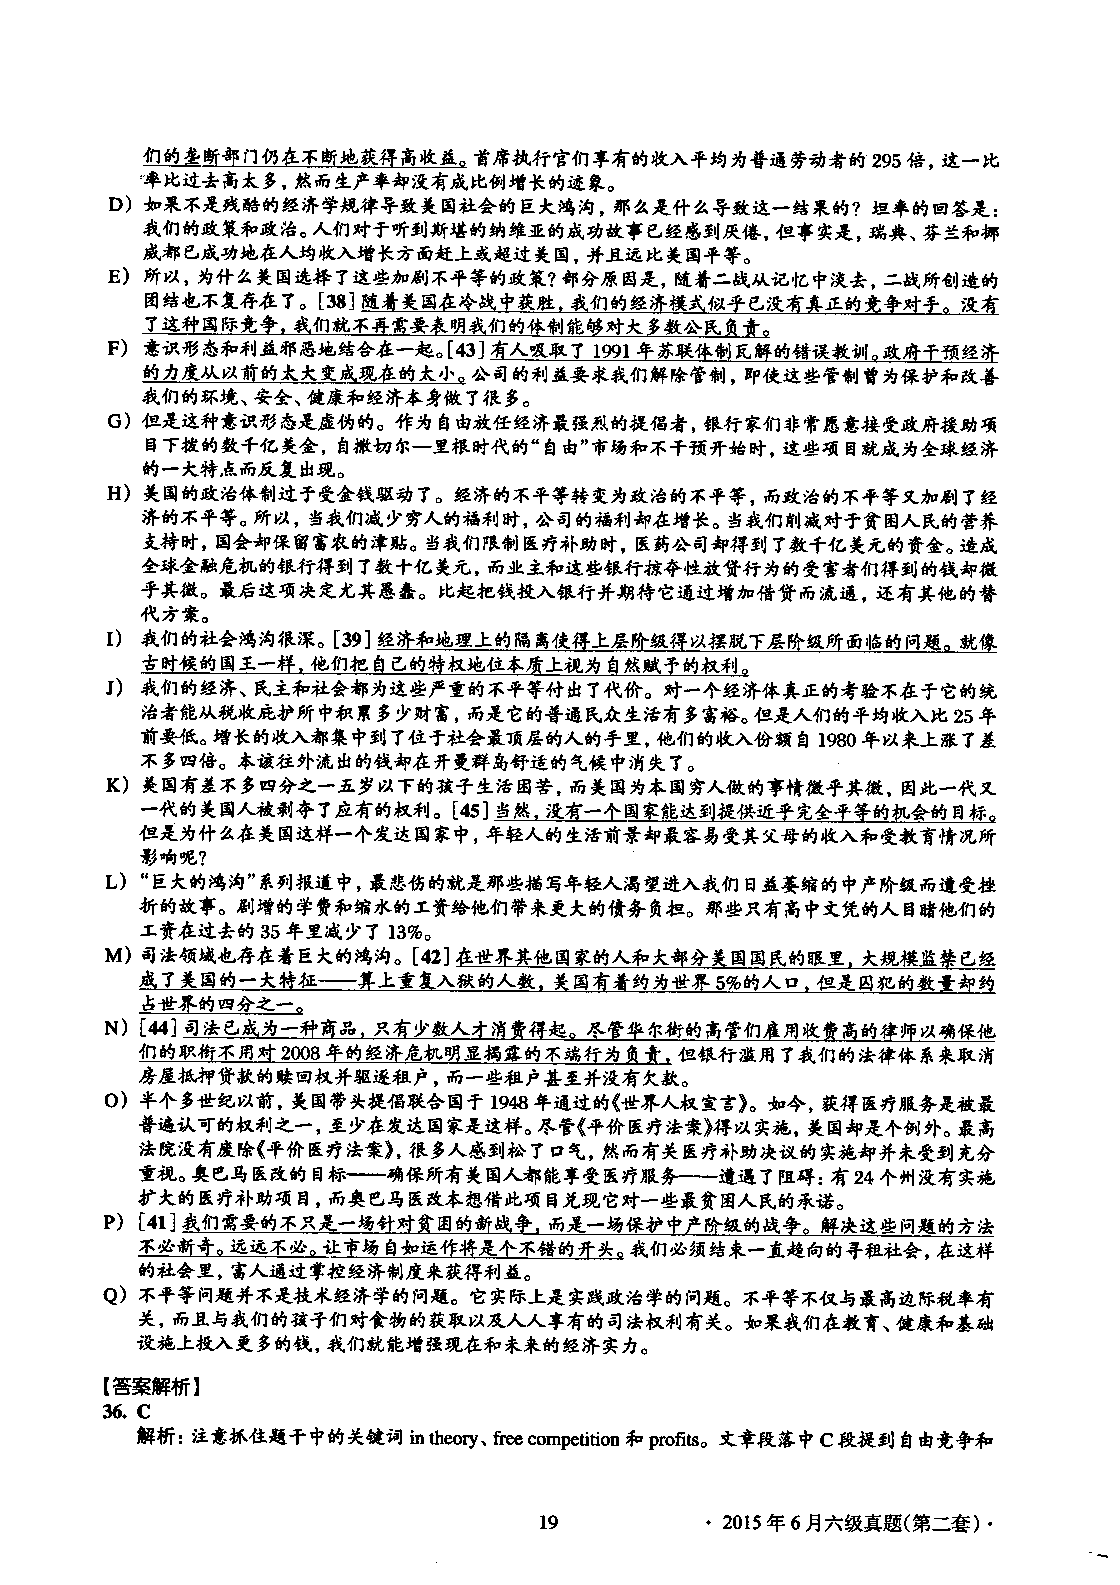 们的垄断部门仍在不断地获得高收益。首席执行官们享有的收入平均为普通劳动者的 295 倍，这一比
率比过去高太多，然而生产率却没有成比例增长的迹象。
D）如果不是残酷的经济学规律导致美国社会的巨大鸿沟，那么是什么导致这一结果的？坦率的回答是：
我们的政策和政治。人们对于听到斯堪的纳维亚的成功故事已经感到厌倦，但事实是，瑞典、芬兰和挪
威都已成功地在人均收入增长方面赶上或超过美国，并且远比美国平等。
E）所以，为什么美国选择了这些加剧不平等的政策？部分原因是，随着二战从记忆中淡去，二战所创造的
团结也不复存在了。[38]随着美国在冷战中获胜，我们的经济模式似乎已没有真正的竞争对手。没有
了这种国际竞争，我们就不再需要表明我们的体制能够对大多数公民负责。
F）意识形态和利益邪恶地结合在一起。[43]有人吸取了 1991 年苏联体制瓦解的错误教训。政府干预经济
的力度从以前的太大变成现在的太小。公司的利益要求我们解除管制，即使这些管制曾为保护和改善
我们的环境、安全、健康和经济本身做了很多。
G）但是这种意识形态是虚伪的。作为自由放任经济最强烈的提倡者，银行家们非常愿意接受政府援助项
目下拨的数千亿美金，自撒切尔—里根时代的“自由”市场和不干预开始时，这些项目就成为全球经济
的一大特点而反复出现。
H）美国的政治体制过于受金钱驱动了。经济的不平等转变为政治的不平等，而政治的不平等又加剧了经
济的不平等。所以，当我们减少穷人的福利时，公司的福利却在增长。当我们削减对于贫困人民的营养
支持时，国会却保留富农的津贴。当我们限制医疗补助时，医药公司却得到了数千亿美元的资金。造成
全球金融危机的银行得到了数十亿美元，而业主和这些银行掠夺性放贷行为的受害者们得到的钱却微
乎其微。最后这项决定尤其愚蠢。比起把钱投入银行并期待它通过增加借贷而流通，还有其他的替
代方案。
I）我们的社会鸿沟很深。[39]经济和地理上的隔离使得上层阶级得以摆脱下层阶级所面临的问题。就像
古时候的国王一样，他们把自己的特权地位本质上视为自然赋予的权利。
J）我们的经济、民主和社会都为这些严重的不平等付出了代价。对一个经济体真正的考验不在于它的统
治者能从税收庇护所中积累多少财富，而是它的普通民众生活有多富裕。但是人们的平均收入比 25 年
前要低。增长的收入都集中到了位于社会最顶层的人的手里，他们的收入份额自 1980 年以来上涨了差
不多四倍。本该往外流出的钱却在开曼群岛舒适的气候中消失了。
K）美国有差不多四分之一五岁以下的孩子生活困苦，而美国为本国穷人做的事情微乎其微，因此一代又
一代的美国人被剥夺了应有的权利。[45]当然，没有一个国家能达到提供近乎完全平等的机会的目标。
但是为什么在美国这样一个发达国家中，年轻人的生活前景却最容易受其父母的收入和受教育情况所
影响呢？
L）“巨大的鸿沟”系列报道中，最悲伤的就是那些描写年轻人渴望进入我们日益萎缩的中产阶级而遭受挫
折的故事。剧增的学费和缩水的工资给他们带来更大的债务负担。那些只有高中文凭的人目睹他们的
工资在过去的 35 年里减少了 13%。
M）司法领域也存在着巨大的鸿沟。[42]在世界其他国家的人和大部分美国国民的眼里，大规模监禁已经
成了美国的一大特征——算上重复入狱的人数，美国有着约为世界 5%的人口，但是囚犯的数量却约
占世界的四分之一。
N）[44]司法已成为一种商品，只有少数人才消费得起。尽管华尔街的高管们雇用收费高的律师以确保他
们的职衔不用对 2008 年的经济危机明显揭露的不端行为负责，但银行滥用了我们的法律体系来取消
房屋抵押贷款的赎回权并驱逐租户，而一些租户甚至并没有欠款。
O）半个多世纪以前，美国带头提倡联合国于 1948 年通过的《世界人权宣言》。如今，获得医疗服务是被最
普遍认可的权利之一，至少在发达国家是这样。尽管《平价医疗法案》得以实施，美国却是个例外。最高
法院没有废除《平价医疗法案》，很多人感到松了口气，然而有关医疗补助决议的实施却并未受到充分
重视。奥巴马医改的目标——确保所有美国人都能享受医疗服务——遭遇了阻碍：有 24 个州没有实施
扩大的医疗补助项目，而奥巴马医改本想借此项目兑现它对一些最贫困人民的承诺。
P）[41]我们需要的不只是一场针对贫困的新战争，而是一场保护中产阶级的战争。解决这些问题的方法
不必新奇。远远不必。让市场自如运作将是个不错的开头。我们必须结束一直趋向的寻租社会，在这样
的社会里，富人通过掌控经济制度来获得利益。
Q）不平等问题并不是技术经济学的问题。它实际上是实践政治学的问题。不平等不仅与最高边际税率有
关，而且与我们的孩子们对食物的获取以及人人享有的司法权利有关。如果我们在教育、健康和基础
设施上投入更多的钱，我们就能增强现在和未来的经济实力。
【答案解析】
36. C
解析：注意抓住题干中的关键词 in theory、free competition 和 profits。文章段落中 C 段提到自由竞争和
19
· 2015 年 6 月六级真题(第二套) ·